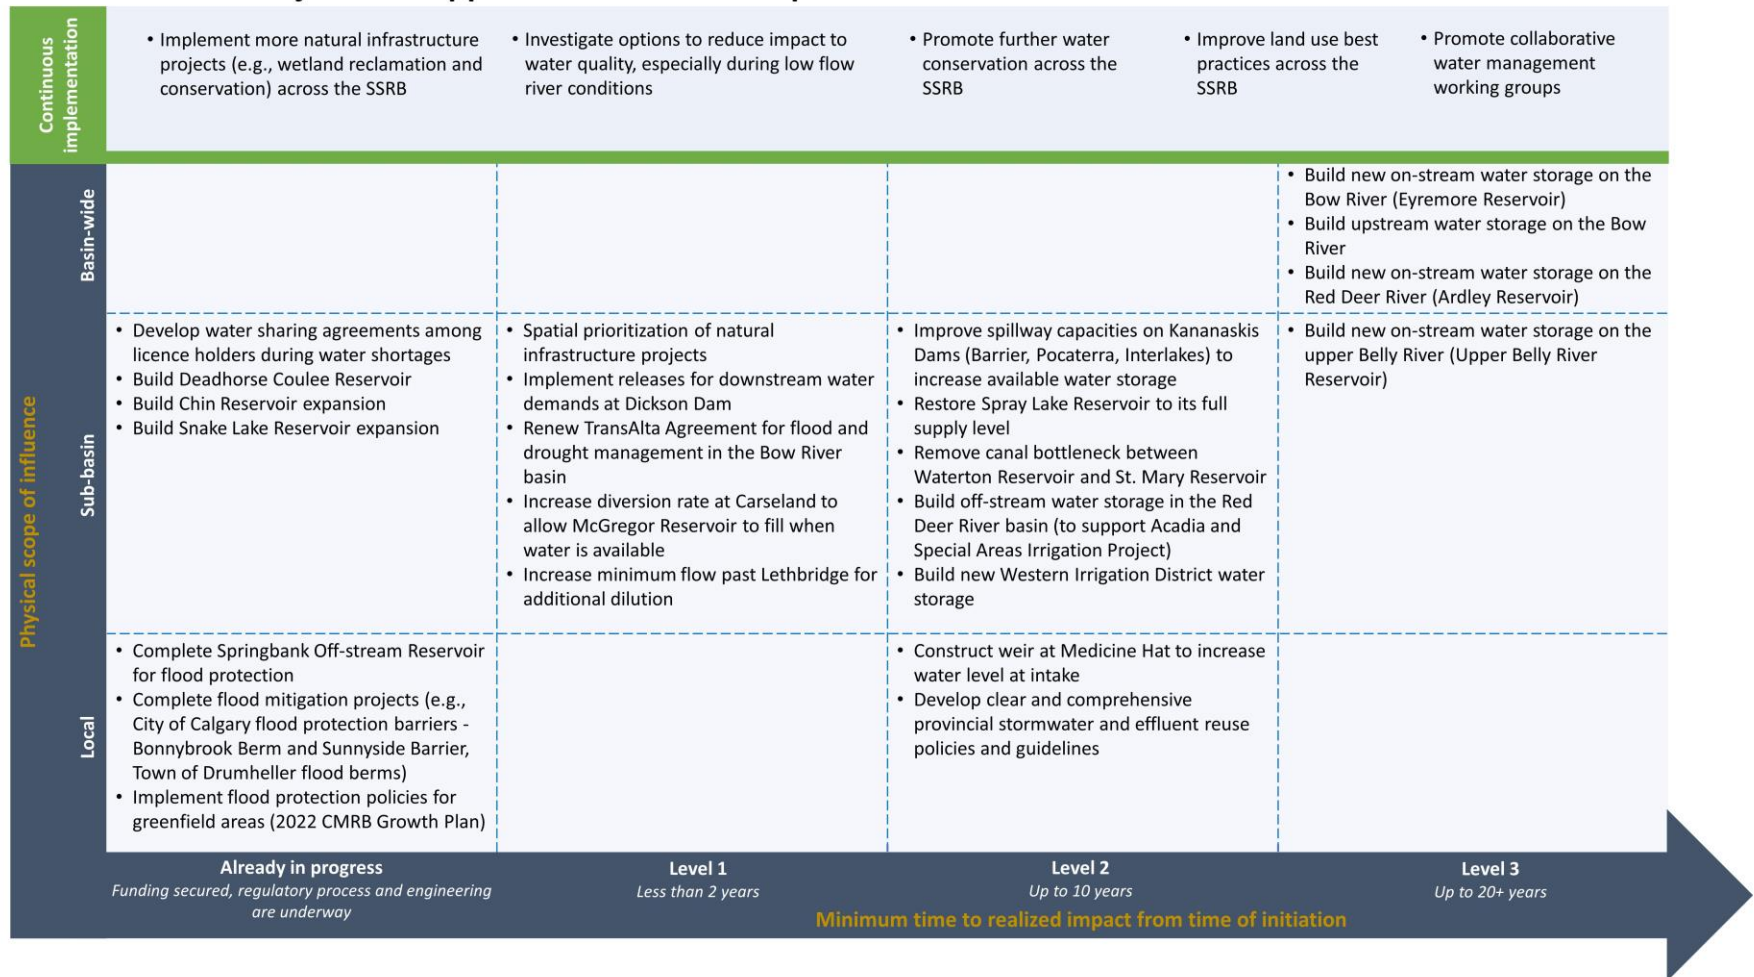 Continuous
implementation
• Implement more natural infrastructure
projects (e.g., wetland reclamation and
conservation) across the SSRB
• Investigate options to reduce impact to
water quality, especially during low flow
river conditions
• Promote further water
conservation across the
SSRB
• Improve land use best
practices across the
SSRB
• Promote collaborative
water management
working groups
Physical scope of influence
Basin-wide
• Build new on-stream water storage on the
Bow River (Eyremore Reservoir)
• Build upstream water storage on the Bow
River
• Build new on-stream water storage on the
Red Deer River (Ardley Reservoir)
Sub-basin
• Develop water sharing agreements among
licence holders during water shortages
• Build Deadhorse Coulee Reservoir
• Build Chin Reservoir expansion
• Build Snake Lake Reservoir expansion
• Spatial prioritization of natural
infrastructure projects
• Implement releases for downstream water
demands at Dickson Dam
• Renew TransAlta Agreement for flood and
drought management in the Bow River
basin
• Increase diversion rate at Carseland to
allow McGregor Reservoir to fill when
water is available
• Increase minimum flow past Lethbridge for
additional dilution
• Improve spillway capacities on Kananaskis
Dams (Barrier, Pocaterra, Interlakes) to
increase available water storage
• Restore Spray Lake Reservoir to its full
supply level
• Remove canal bottleneck between
Waterton Reservoir and St. Mary Reservoir
• Build off-stream water storage in the Red
Deer River basin (to support Acadia and
Special Areas Irrigation Project)
• Build new Western Irrigation District water
storage
• Build new on-stream water storage on the
upper Belly River (Upper Belly River
Reservoir)
Local
• Complete Springbank Off-stream Reservoir
for flood protection
• Complete flood mitigation projects (e.g.,
City of Calgary flood protection barriers -
Bonnybrook Berm and Sunnyside Barrier,
Town of Drumheller flood berms)
• Implement flood protection policies for
greenfield areas (2022 CMRB Growth Plan)
• Construct weir at Medicine Hat to increase
water level at intake
• Develop clear and comprehensive
provincial stormwater and effluent reuse
policies and guidelines
Already in progress
Funding secured, regulatory process and engineering
are underway
Level 1
Less than 2 years
Level 2
Up to 10 years
Level 3
Up to 20+ years
Minimum time to realized impact from time of initiation